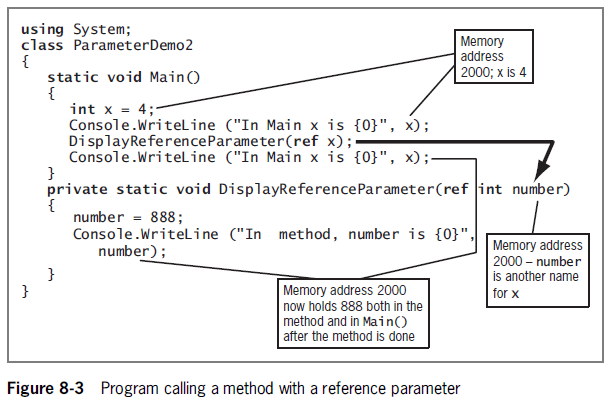 using System;
class ParameterDemo2
{
static void Main()
{
int x = 4;
Console.WriteLine ("In Main x is {0}", x);
DisplayReferenceParameter(ref x);
Console.WriteLine ("In Main x is {0}", x);
}
private static void DisplayReferenceParameter(ref int number)
{
number = 888;
Console.WriteLine ("In  method, number is {0}",
number);
}
}
Memory
address
2000; x is 4
Memory address
2000 – number
is another name
for x
Memory address 2000
now holds 888 both in the
method and in Main()
after the method is done
Figure 8-3 Program calling a method with a reference parameter